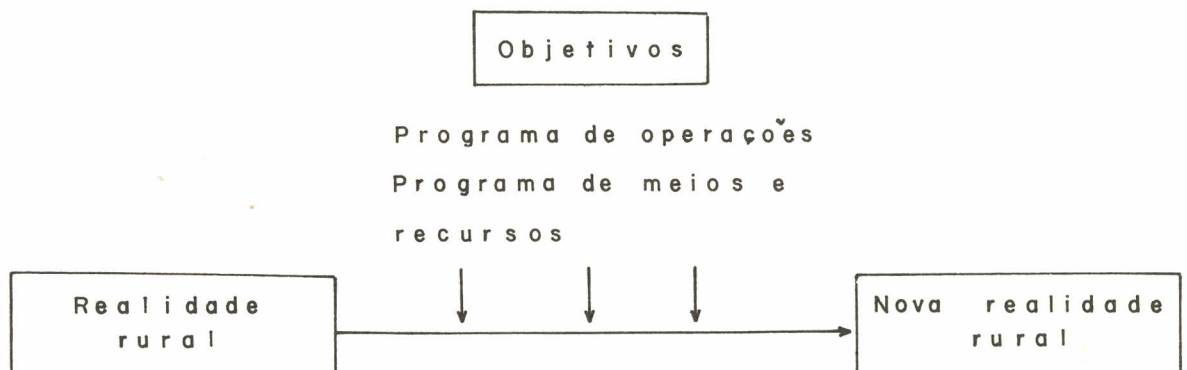 Objetivos
Programa de operações
Programa de meios e
recursos
Realidade
rural
Nova realidade
rural